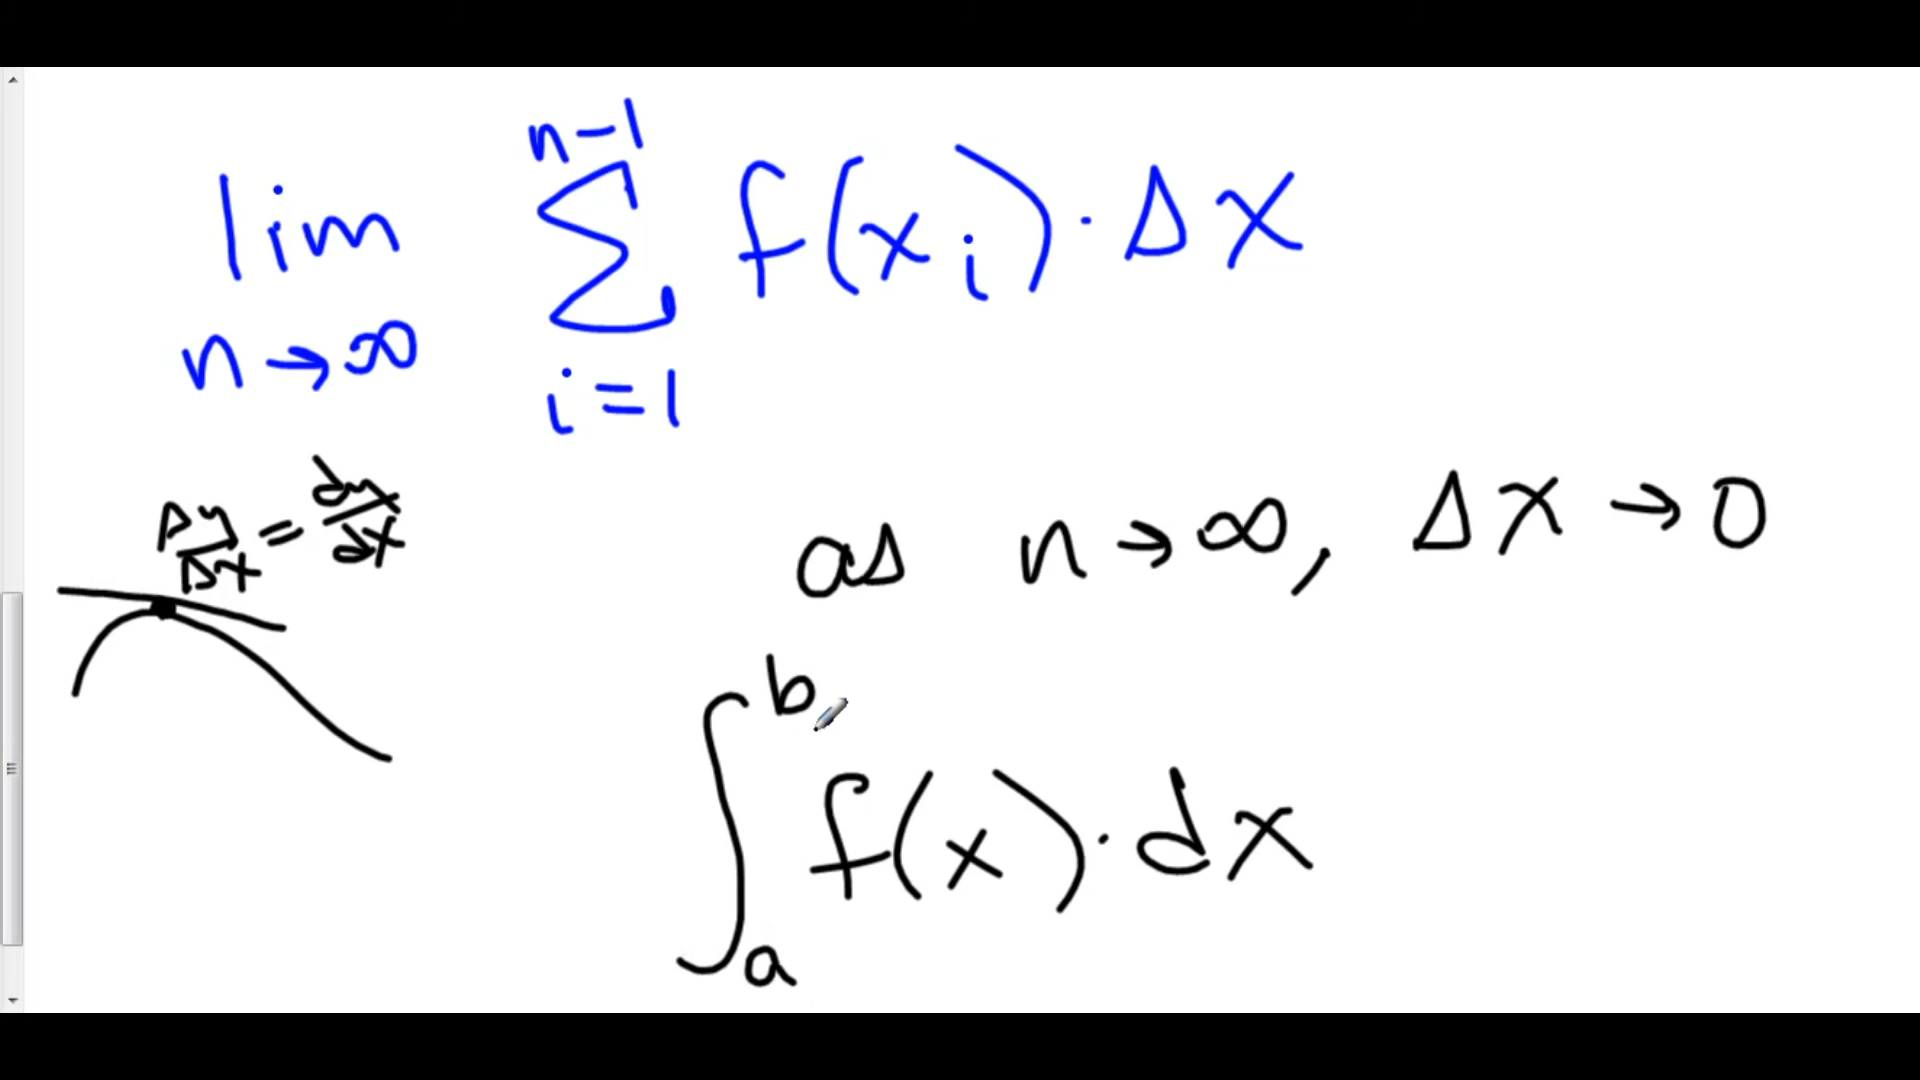 lim n→∞ n-1 ∑ i=1 f(xᵢ)·Δx
Δy/Δx = dy/dx
as n→∞, Δx→0
∫ₐᵇ f(x)·dx